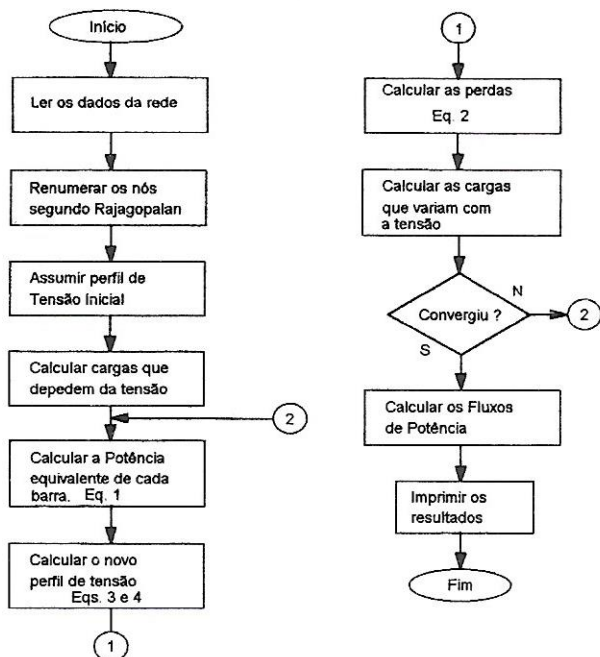 Início
Ler os dados da rede
Renumerar os nós
segundo Rajagopalan
Assumir perfil de
Tensão Inicial
Calcular cargas que
depedem da tensão
2
Calcular a Potência
equivalente de cada
barra. Eq. 1
Calcular o novo
perfil de tensão
Eqs. 3 e 4
1
1
Calcular as perdas
Eq. 2
Calcular as cargas
que variam com
a tensão
Convergiu ?
N
2
S
Calcular os Fluxos
de Potência
Imprimir os
resultados
Fim